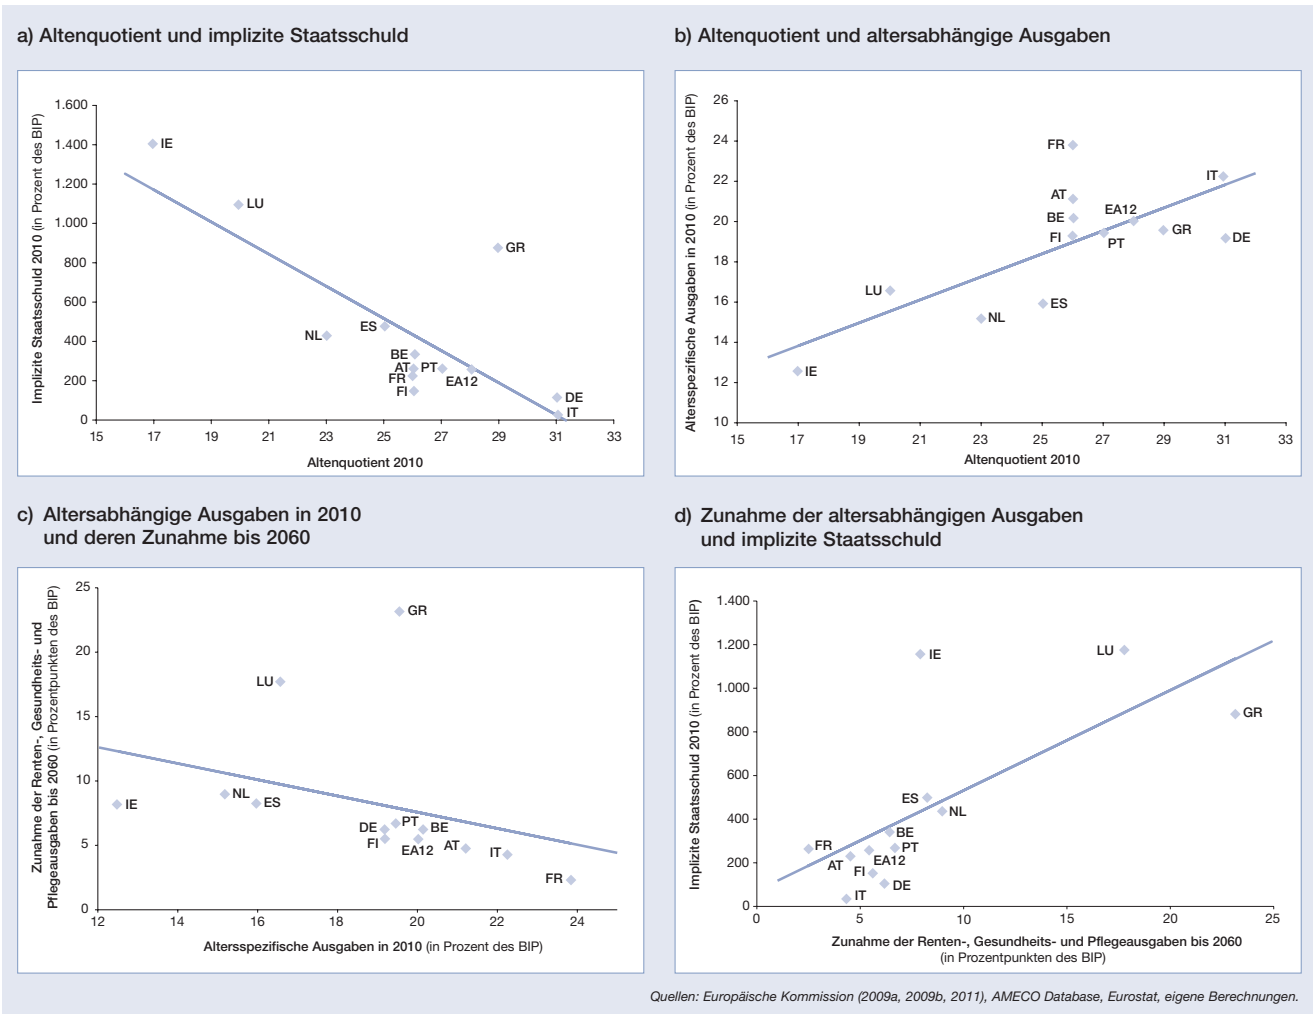 a) Altenquotient und implizite Staatsschuld
Implizite Staatsschuld 2010 (in Prozent des BIP)
1.600
1.400
1.200
1.000
800
600
400
200
0
IE
LU
GR
ES
NL
BE
AT
PT
FR
EA12
FI
DE
IT
15 17 19 21 23 25 27 29 31 33
Altenquotient 2010
b) Altenquotient und altersabhängige Ausgaben
Altersspezifische Ausgaben in 2010 (in Prozent des BIP)
26
24
22
20
18
16
14
12
10
FR
IT
AT
EA12
BE
GR
FI
PT
DE
LU
ES
NL
IE
15 17 19 21 23 25 27 29 31 33
Altenquotient 2010
c) Altersabhängige Ausgaben in 2010
und deren Zunahme bis 2060
Zunahme der Renten-, Gesundheits- und
Pflegeausgaben bis 2060 (in Prozentpunkten des BIP)
25
20
15
10
5
0
GR
LU
NL
IE
ES
PT
DE
BE
FI
EA12
AT
IT
FR
12 14 16 18 20 22 24
Altersspezifische Ausgaben in 2010 (in Prozent des BIP)
d) Zunahme der altersabhängigen Ausgaben
und implizite Staatsschuld
Implizite Staatsschuld 2010 (in Prozent des BIP)
1.400
1.200
1.000
800
600
400
200
0
IE
LU
GR
ES
NL
BE
FR
PT
AT
EA12
FI
DE
IT
0 5 10 15 20 25
Zunahme der Renten-, Gesundheits- und Pflegeausgaben bis 2060
(in Prozentpunkten des BIP)
Quellen: Europäische Kommission (2009a, 2009b, 2011), AMECO Database, Eurostat, eigene Berechnungen.